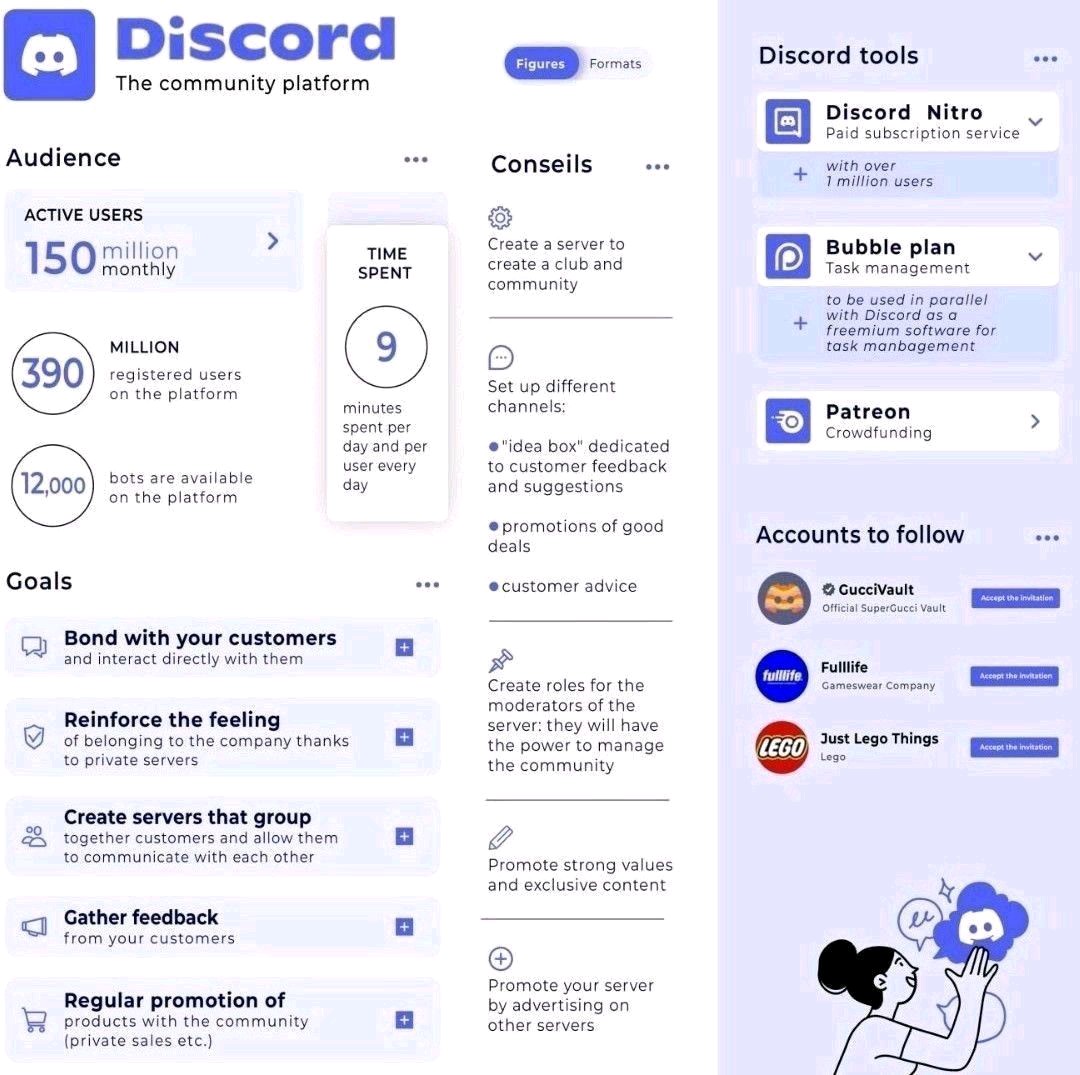 Discord
The community platform
Figures
Formats
Audience
ACTIVE USERS
150 million
monthly
390
MILLION
registered users
on the platform
12,000
bots are available
on the platform
TIME
SPENT
9
minutes
spent per
day and per
user every
day
Goals
Bond with your customers
and interact directly with them
Reinforce the feeling
of belonging to the company thanks
to private servers
Create servers that group
together customers and allow them
to communicate with each other
Gather feedback
from your customers
Regular promotion of
products with the community
(private sales etc.)
Conseils
Create a server to
create a club and
community
Set up different
channels:
•"idea box" dedicated
to customer feedback
and suggestions
•promotions of good
deals
•customer advice
Create roles for the
moderators of the
server: they will have
the power to manage
the community
Promote strong values
and exclusive content
Promote your server
by advertising on
other servers
Discord tools
Discord Nitro
Paid subscription service
+ with over
1 million users
Bubble plan
Task management
+ to be used in parallel
with Discord as a
freemium software for
task manbagement
Patreon
Crowdfunding
Accounts to follow
GucciVault
Official SuperGucci Vault
Accept the invitation
fulllife.
Fulllife
Gameswear Company
Accept the invitation
LEGO
Just Lego Things
Lego
Accept the invitation